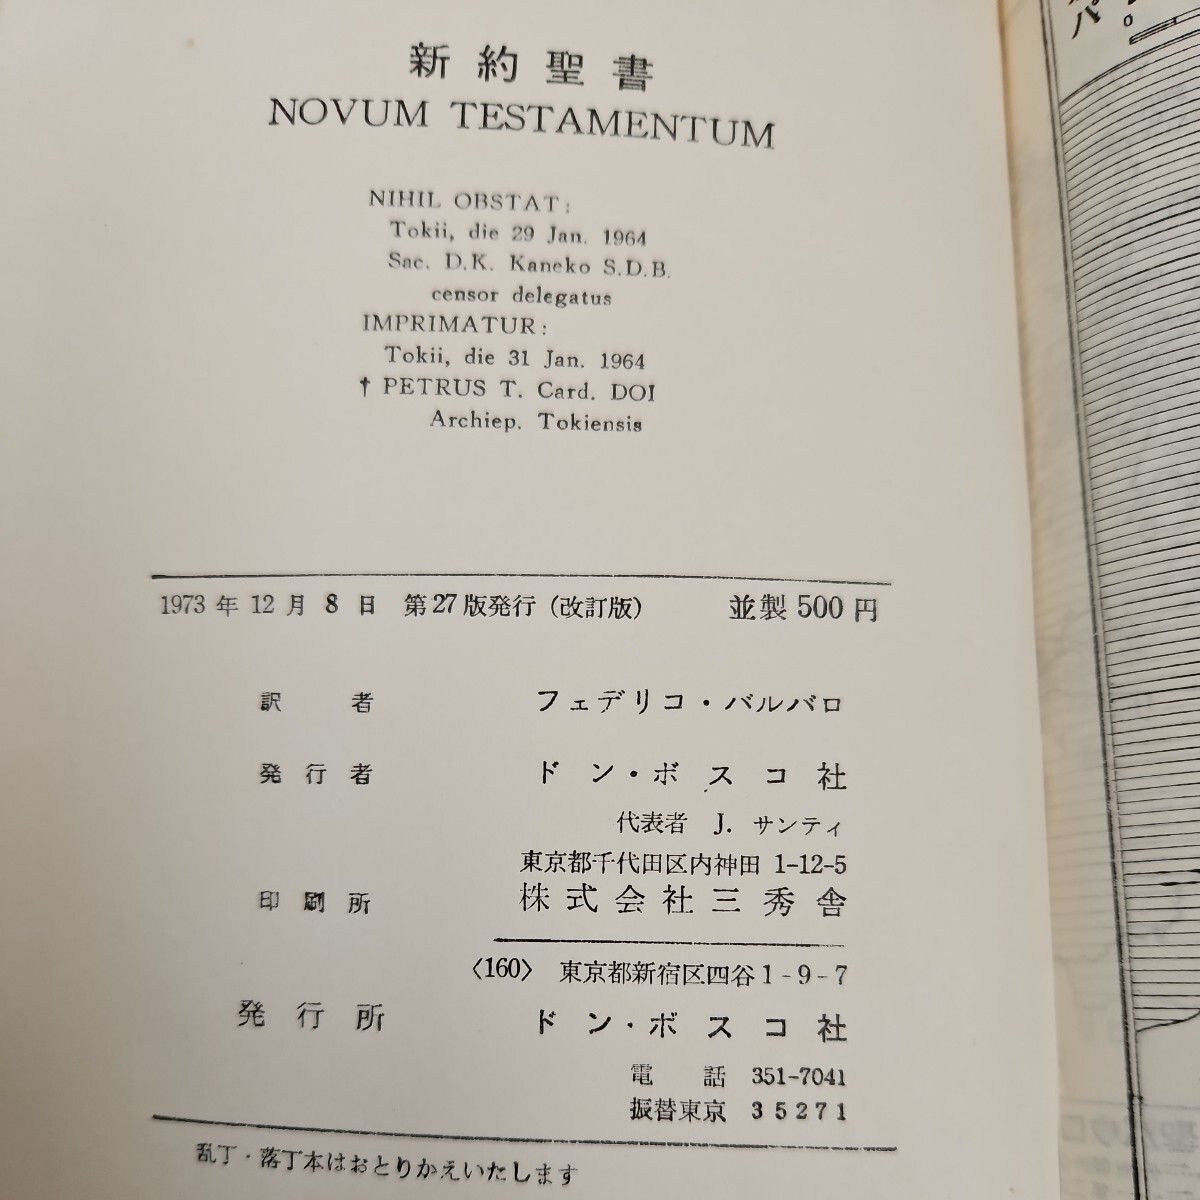 新約聖書
NOVUM TESTAMENTUM
NIHIL OBSTAT:
Tokii, die 29 Jan. 1964
Sac. D.K. Kaneko S.D.B.
censor delegatus
IMPRIMATUR:
Tokii, die 31 Jan. 1964
† PETRUS T. Card. DOI
Archiep. Tokiensis
1973年12月8日 第27版発行(改訂版) 並製500円
訳者 フェデリコ・バルバロ
発行者 ドン・ボスコ社
代表者 J. サンティ
東京都千代田区内神田 1-12-5
印刷所 株式会社三秀舎
〈160〉 東京都新宿区四谷1-9-7
発行所 ドン・ボスコ社
電話 351-7041
振替東京 35271
乱丁・落丁本はおとりかえいたします